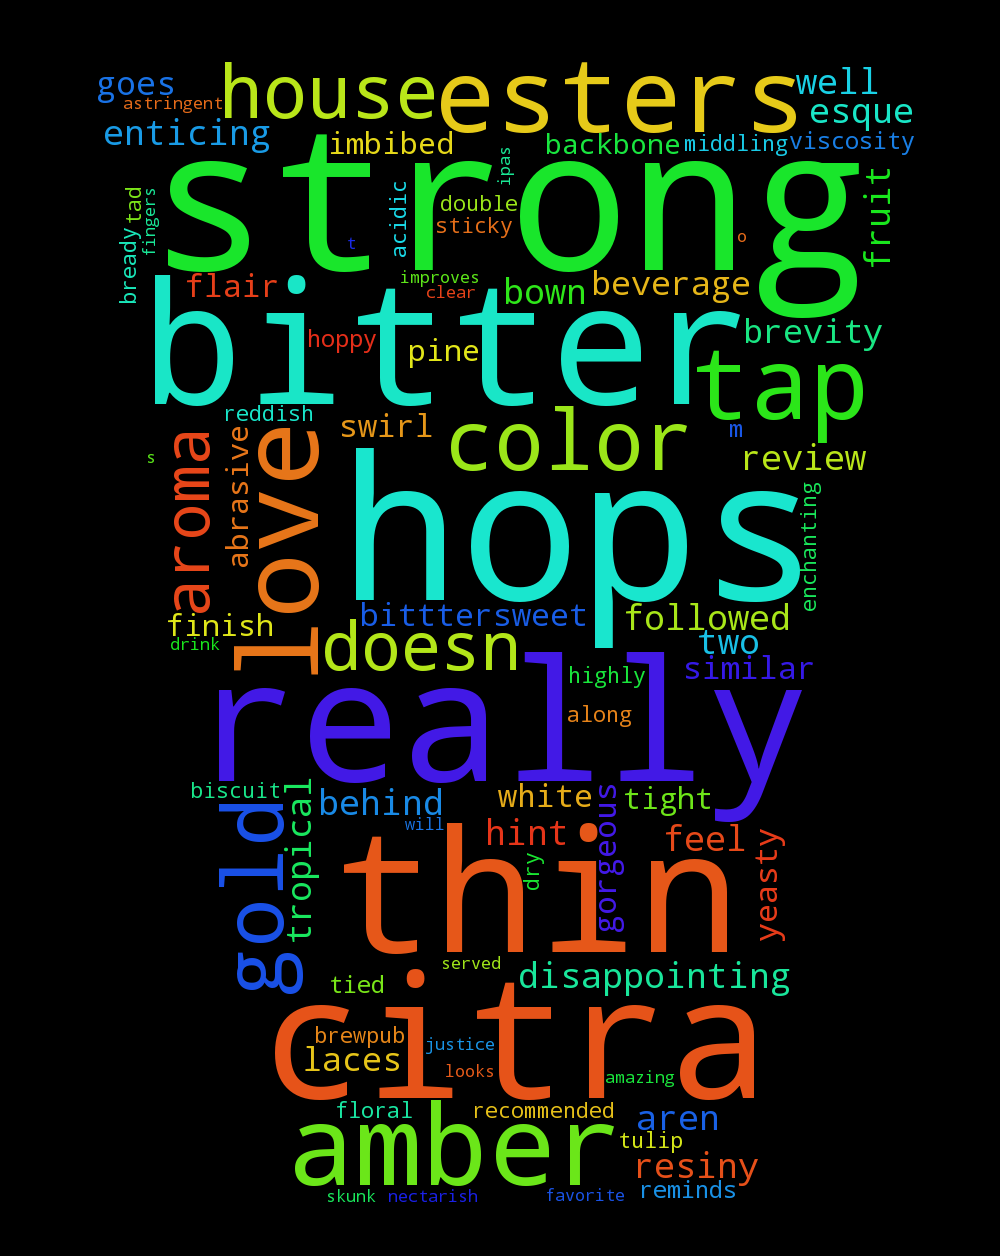 goes
house
esters
well
astringent
esque
enticing
imbibed
backbone
middling
viscosity
strong
ipas
tad
fingers
acidic
double
sticky
fruit
t
o
bready
flair
improves
clear
bown
beverage
bitter
hoppy
pine
brevity
tap
reddish
swirl
color
m
s
aroma
abrasive
love
review
hops
enchanting
finish
bitttersweet
followed
drink
doesn
two
similar
really
highly
along
biscuit
behind
white
tight
gold
tropical
will
hint
gorgeous
feel
thin
dry
yeasty
served
tied
disappointing
citra
brewpub
justice
laces
looks
amazing
floral
recommended
aren
amber
tulip
resiny
skunk
nectarish
favorite
reminds